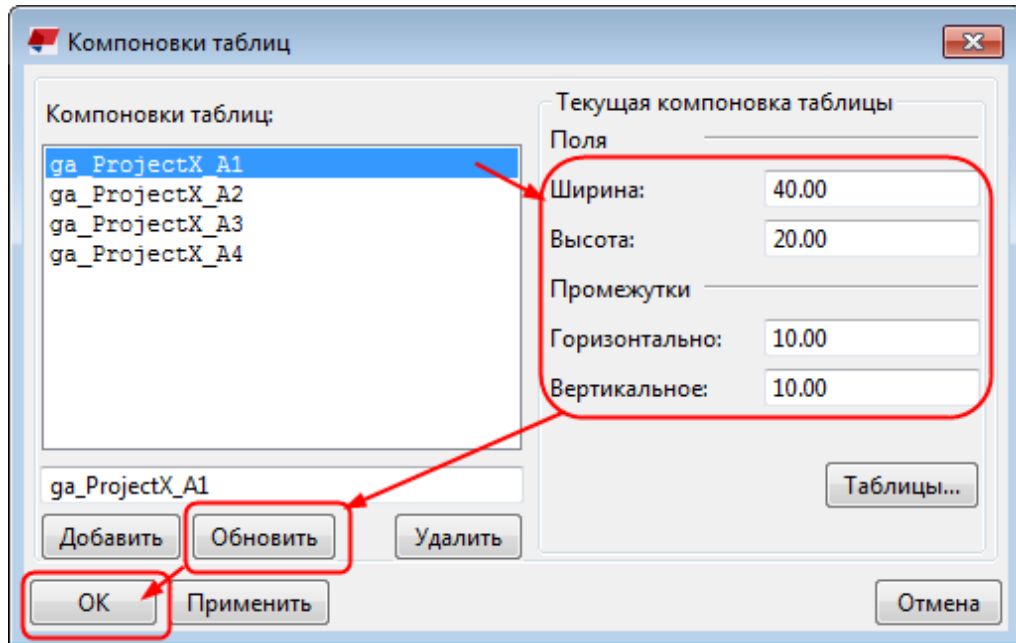 Компоновки таблиц
Компоновки таблиц:
ga_ProjectX_A1
ga_ProjectX_A2
ga_ProjectX_A3
ga_ProjectX_A4
ga_ProjectX_A1
Добавить Обновить Удалить
Текущая компоновка таблицы
Поля
Ширина: 40.00
Высота: 20.00
Промежутки
Горизонтально: 10.00
Вертикальное: 10.00
Таблицы...
ОК Применить Отмена